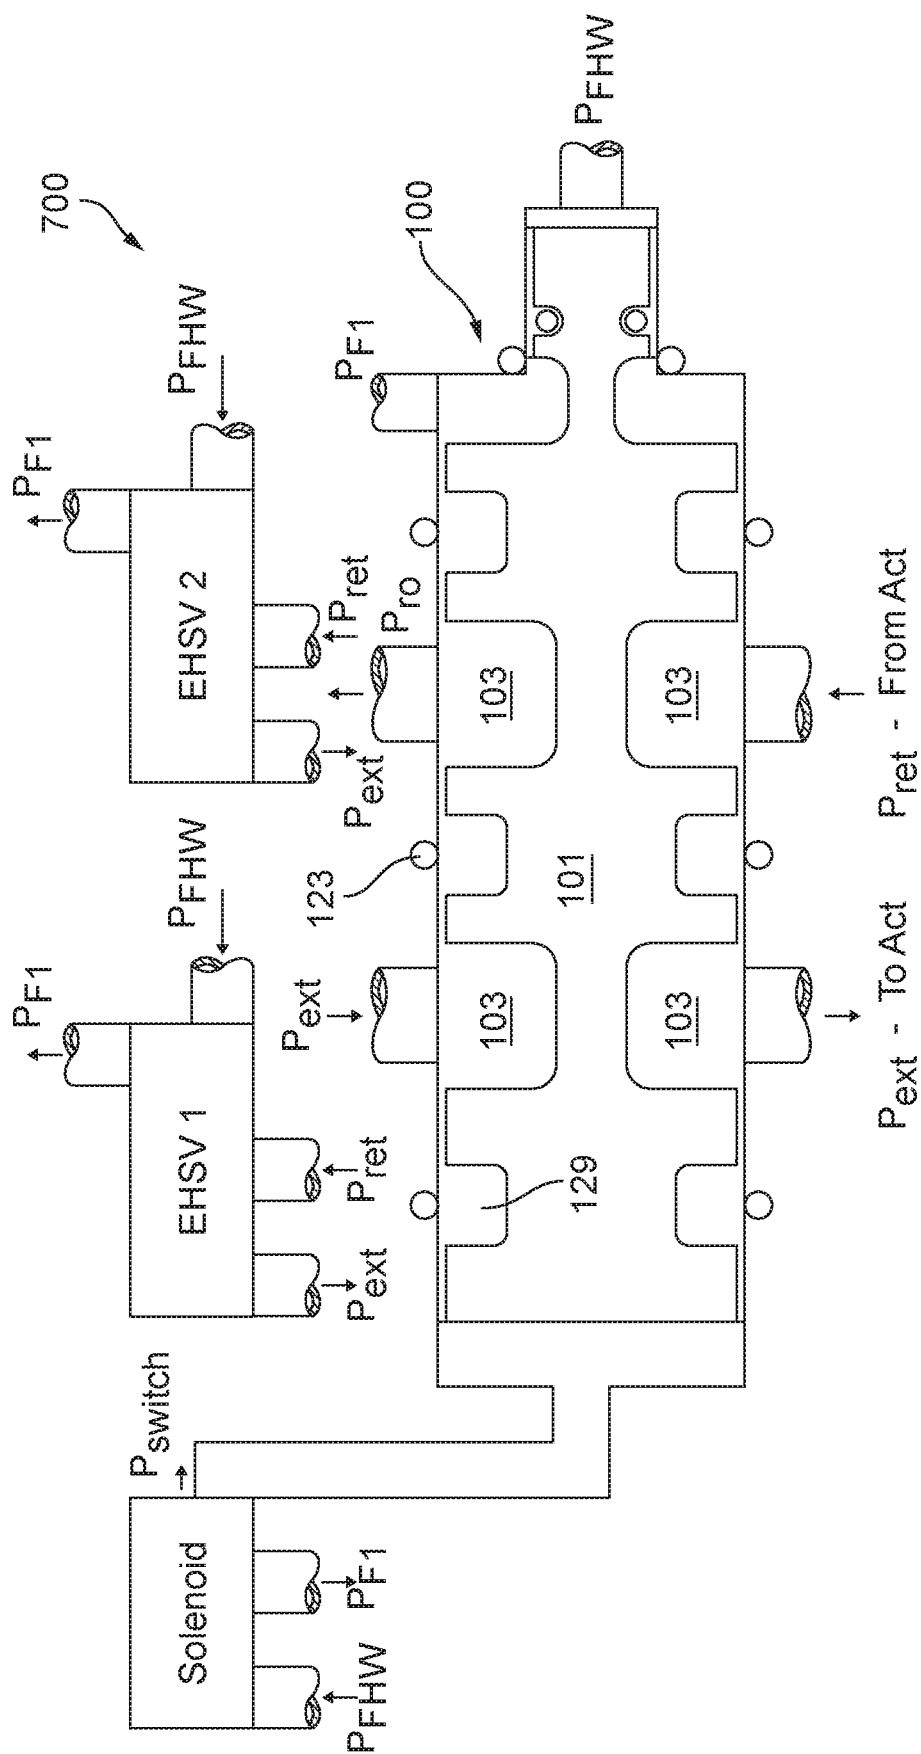 700
P_FHW
P_F1
EHSV 2
P_ext
P_ret
P_FHW
P_F1
EHSV 1
P_ext
P_ret
P_switch
Solenoid
P_FHW
P_F1
100
P_F1
P_FHW
P_ro
P_ext
123
103
103
103
103
101
129
P_ext - To Act
P_ret - From Act